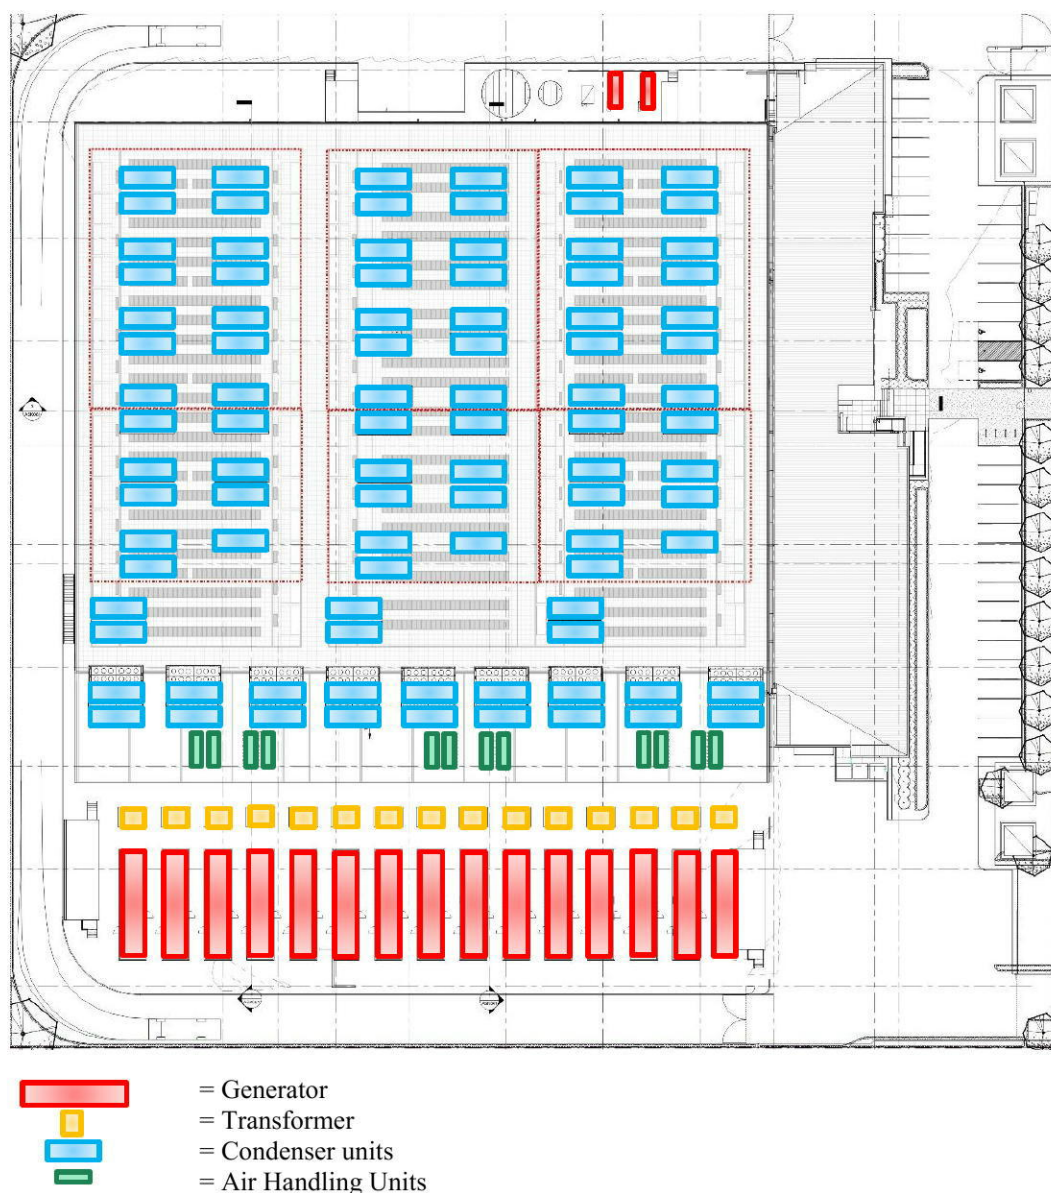 = Generator
= Transformer
= Condenser units
= Air Handling Units